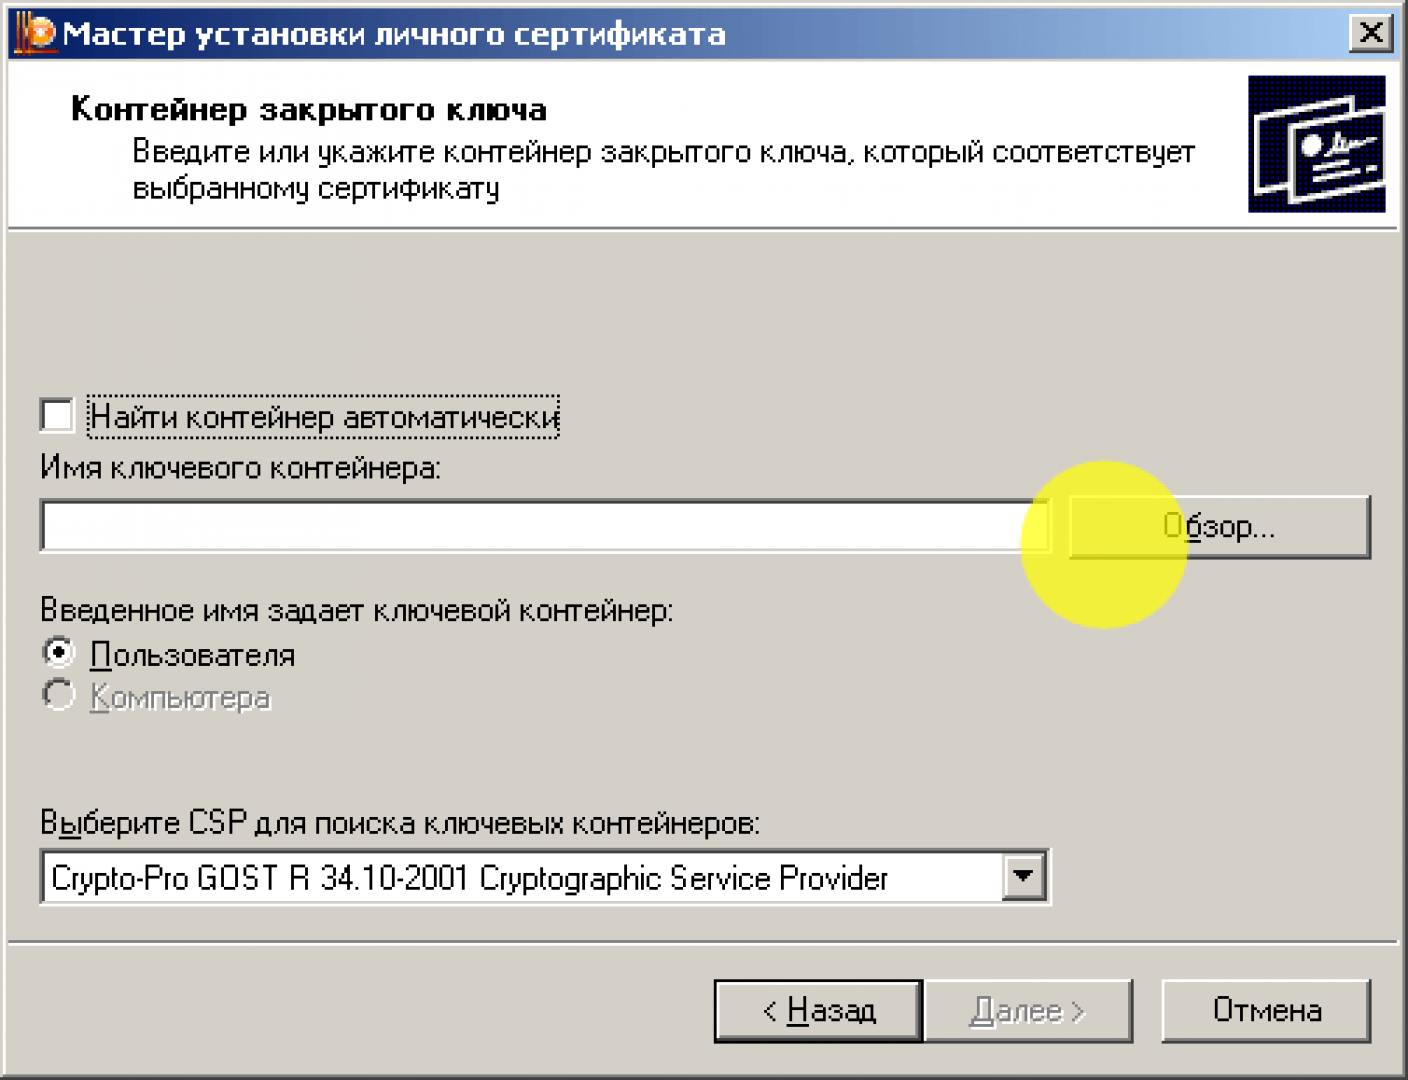 Мастер установки личного сертификата
Контейнер закрытого ключа
Введите или укажите контейнер закрытого ключа, который соответствует
выбранному сертификату
Найти контейнер автоматически
Имя ключевого контейнера:
Обзор...
Введенное имя задает ключевой контейнер:
Пользователя
Компьютера
Выберите CSP для поиска ключевых контейнеров:
Crypto-Pro GOST R 34.10-2001 Cryptographic Service Provider
< Назад
Далее >
Отмена